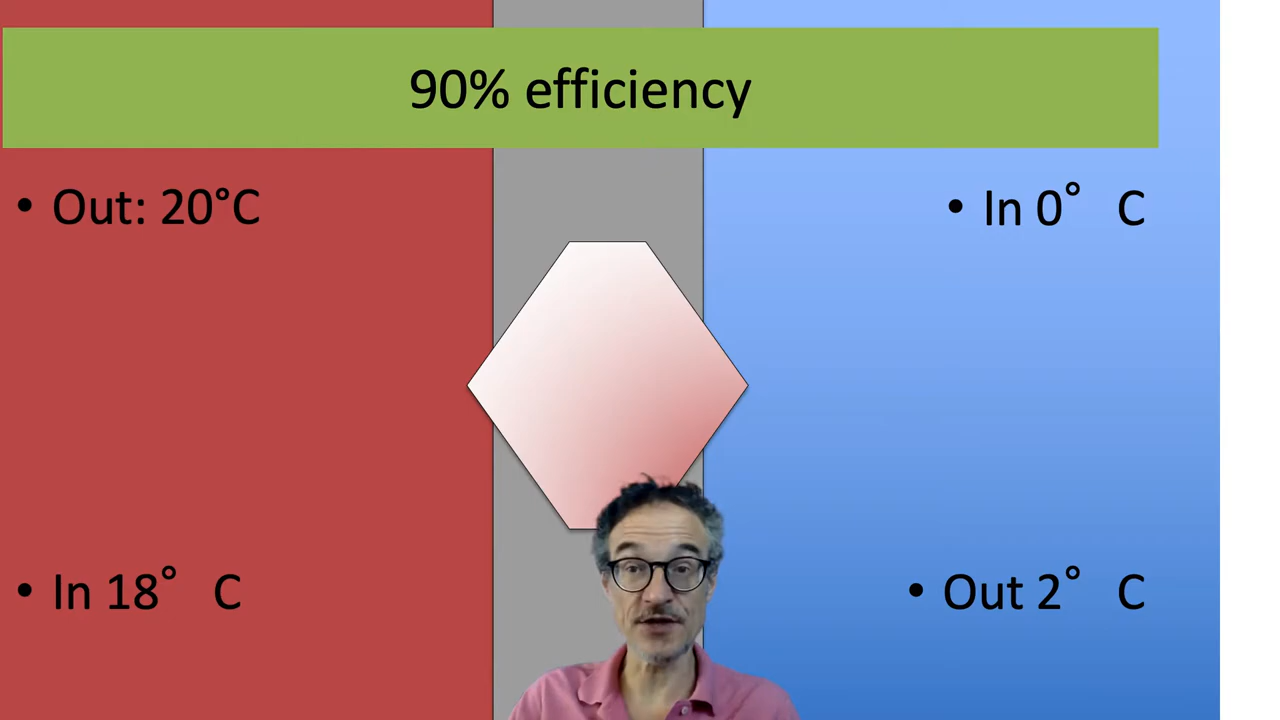 90% efficiency
• Out: 20°C
• In 0° C
• In 18° C
• Out 2° C